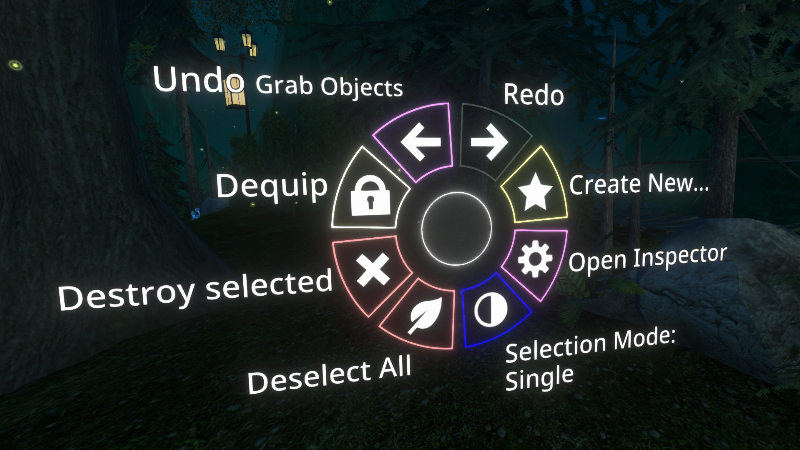 Undo Grab Objects
Redo
Dequip
Create New...
Open Inspector
Destroy selected
Selection Mode:
Single
Deselect All